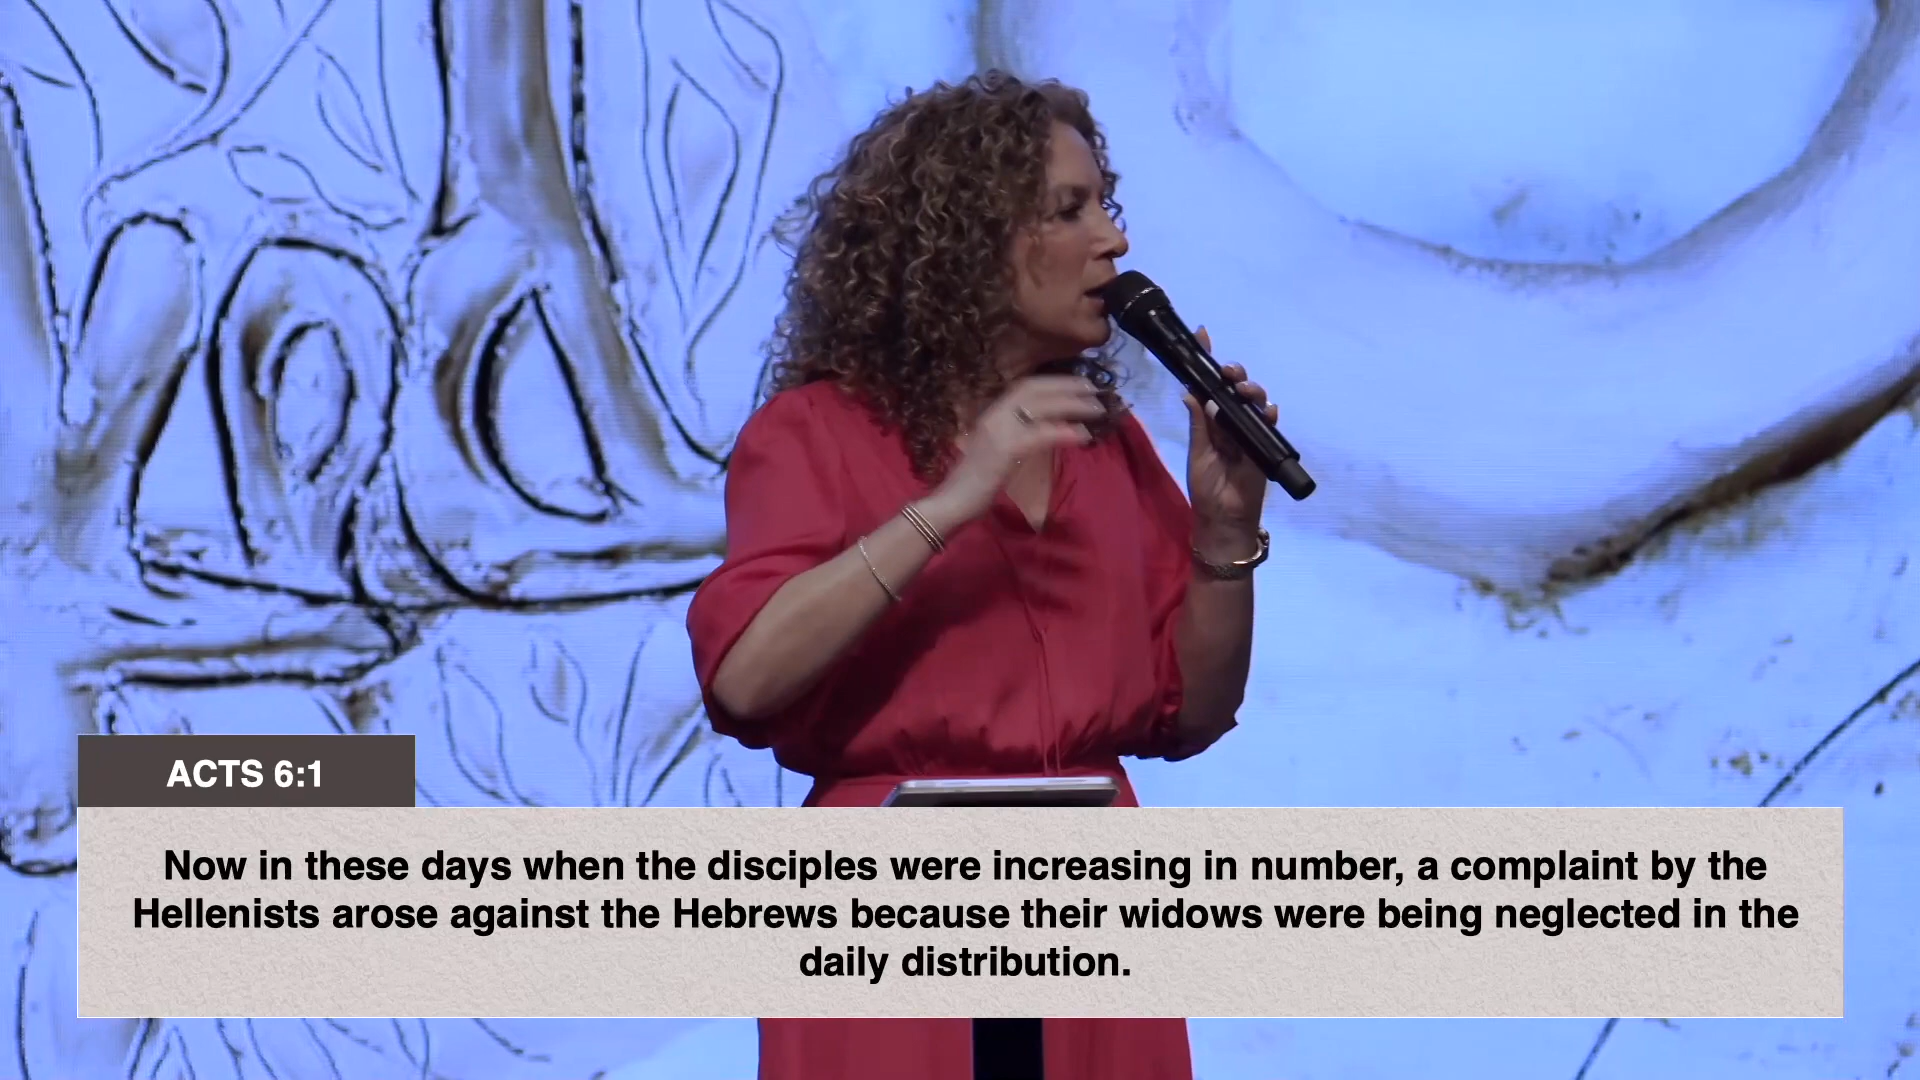 ACTS 6:1
Now in these days when the disciples were increasing in number, a complaint by the
Hellenists arose against the Hebrews because their widows were being neglected in the
daily distribution.